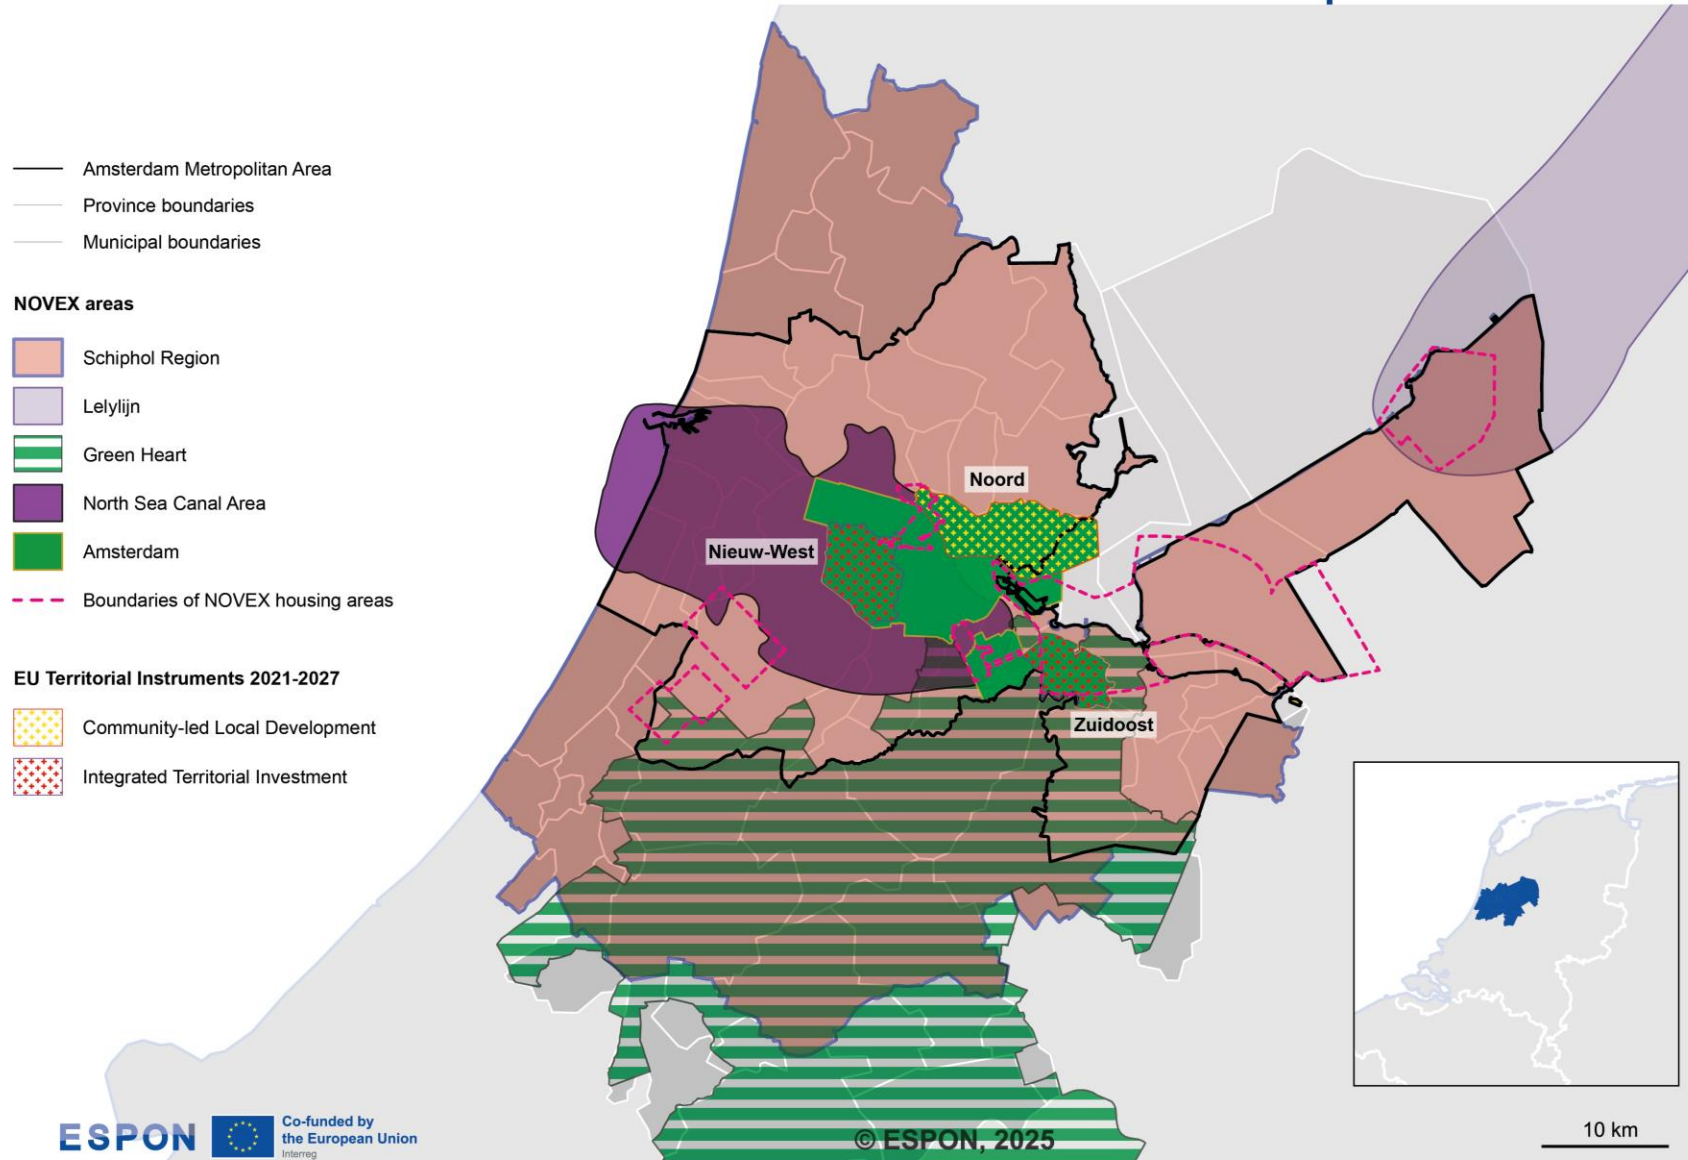 Amsterdam Metropolitan Area
Province boundaries
Municipal boundaries
NOVEX areas
Schiphol Region
Lelylijn
Green Heart
North Sea Canal Area
Amsterdam
Boundaries of NOVEX housing areas
EU Territorial Instruments 2021-2027
Community-led Local Development
Integrated Territorial Investment
Noord
Nieuw-West
Zuidoost
ESPON
Co-funded by
the European Union
Interreg
© ESPON, 2025
10 km